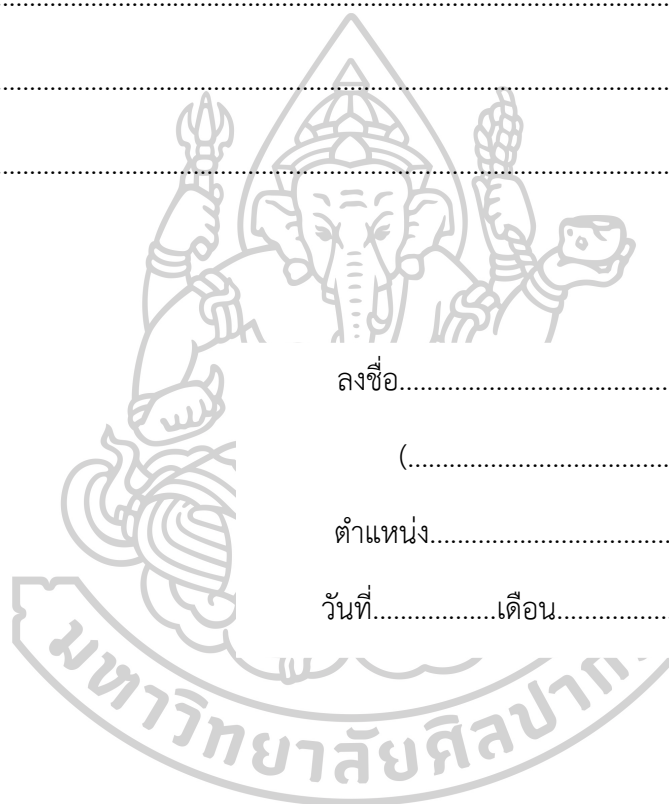 ................................................................................................
................................................................................................
................................................................................................
ลงชื่อ.......................................
(......................................
ตำแหน่ง...................................
วันที่..................เดือน.................
มหาวิทยาลัยศิลปาก